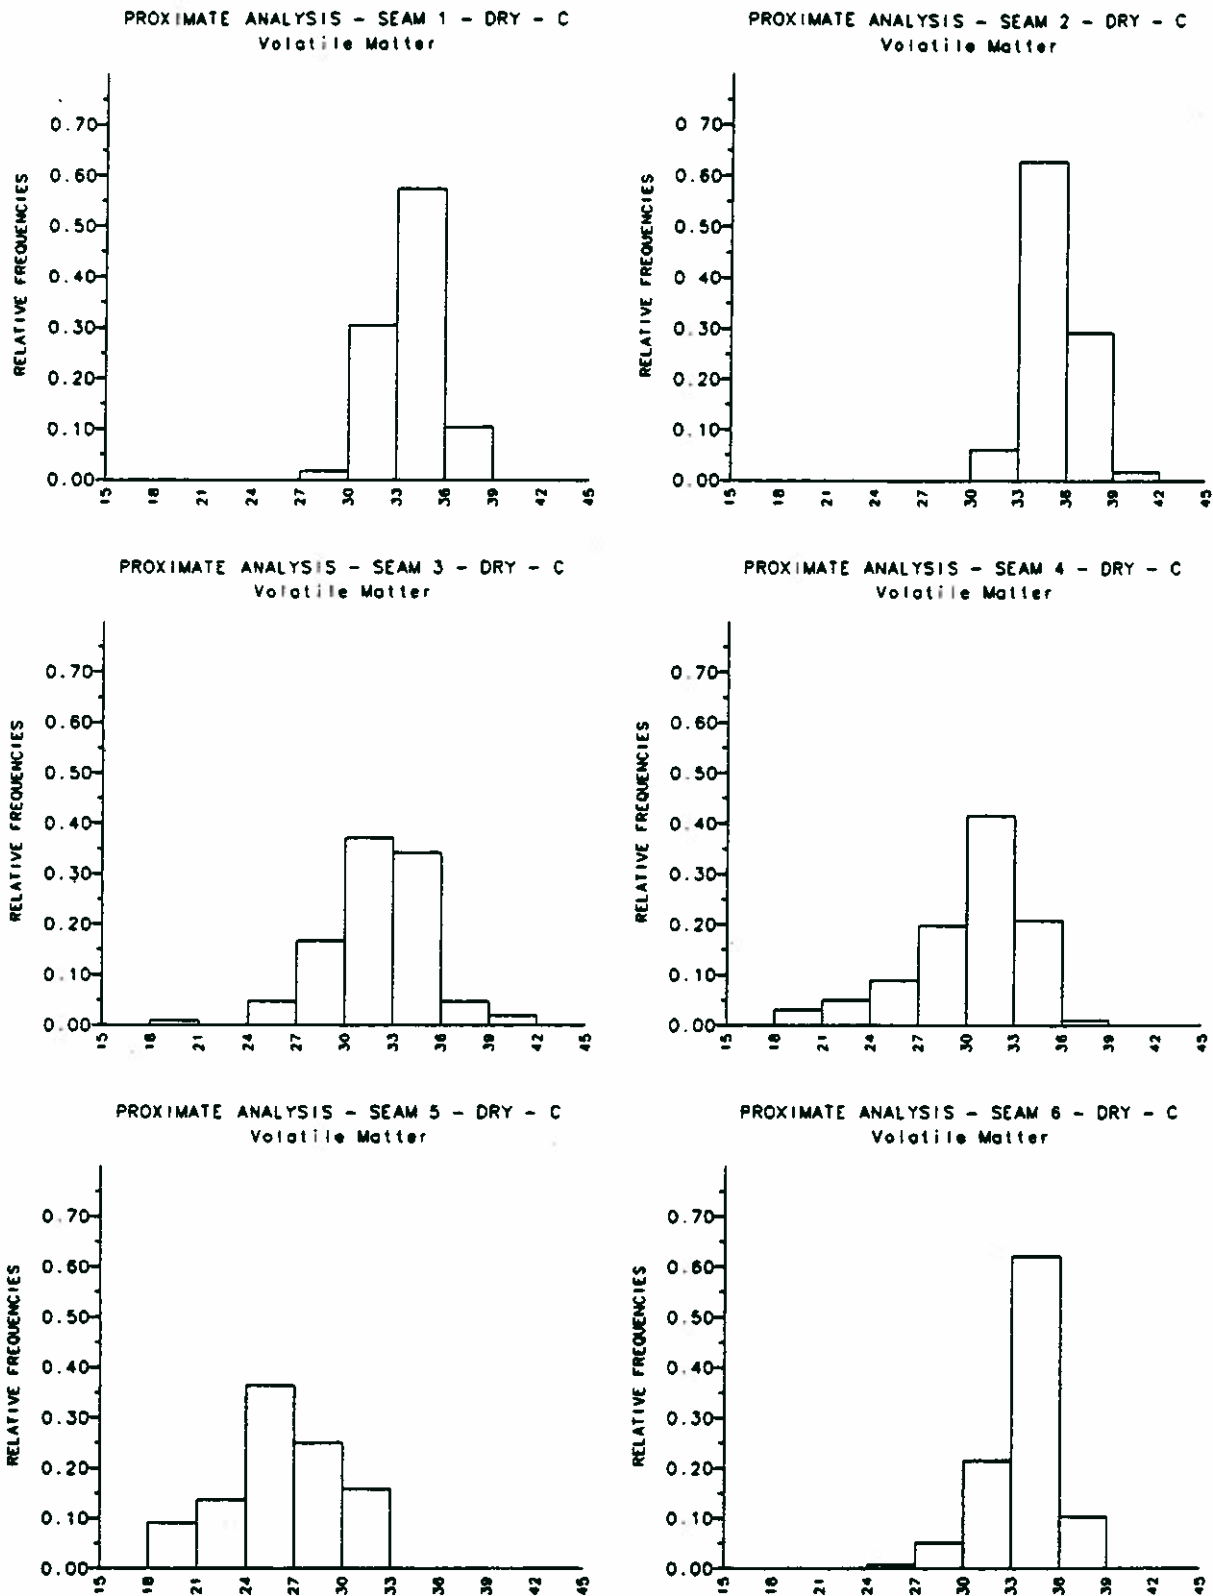 PROXIMATE ANALYSIS - SEAM 1 - DRY - C
Volatile Matter
RELATIVE FREQUENCIES
0.70
0.60
0.50
0.40
0.30
0.20
0.10
0.00
15 18 21 24 27 30 33 36 39 42 45
PROXIMATE ANALYSIS - SEAM 2 - DRY - C
Volatile Matter
RELATIVE FREQUENCIES
0 70
0.60
0.50
0 40
0.30
0.20
0.10
0.00
15 18 21 24 27 30 33 36 39 42 45
PROXIMATE ANALYSIS - SEAM 3 - DRY - C
Volatile Matter
RELATIVE FREQUENCIES
0.70
0.60
0.50
0.40
0.30
0.20
0.10
0.00
15 18 21 24 27 30 33 36 39 42 45
PROXIMATE ANALYSIS - SEAM 4 - DRY - C
Volatile Matter
RELATIVE FREQUENCIES
0.70
0.60
0.50
0.40
0.30
0.20
0.10
0.00
15 18 21 24 27 30 33 36 39 42 45
PROXIMATE ANALYSIS - SEAM 5 - DRY - C
Volatile Matter
RELATIVE FREQUENCIES
0.70
0.60
0.50
0.40
0.30
0.20
0.10
0.00
15 18 21 24 27 30 33 36 39 42 45
PROXIMATE ANALYSIS - SEAM 6 - DRY - C
Volatile Matter
RELATIVE FREQUENCIES
0.70
0.60
0.50
0.40
0.30
0.20
0.10
0.00
15 18 21 24 27 30 33 36 39 42 45